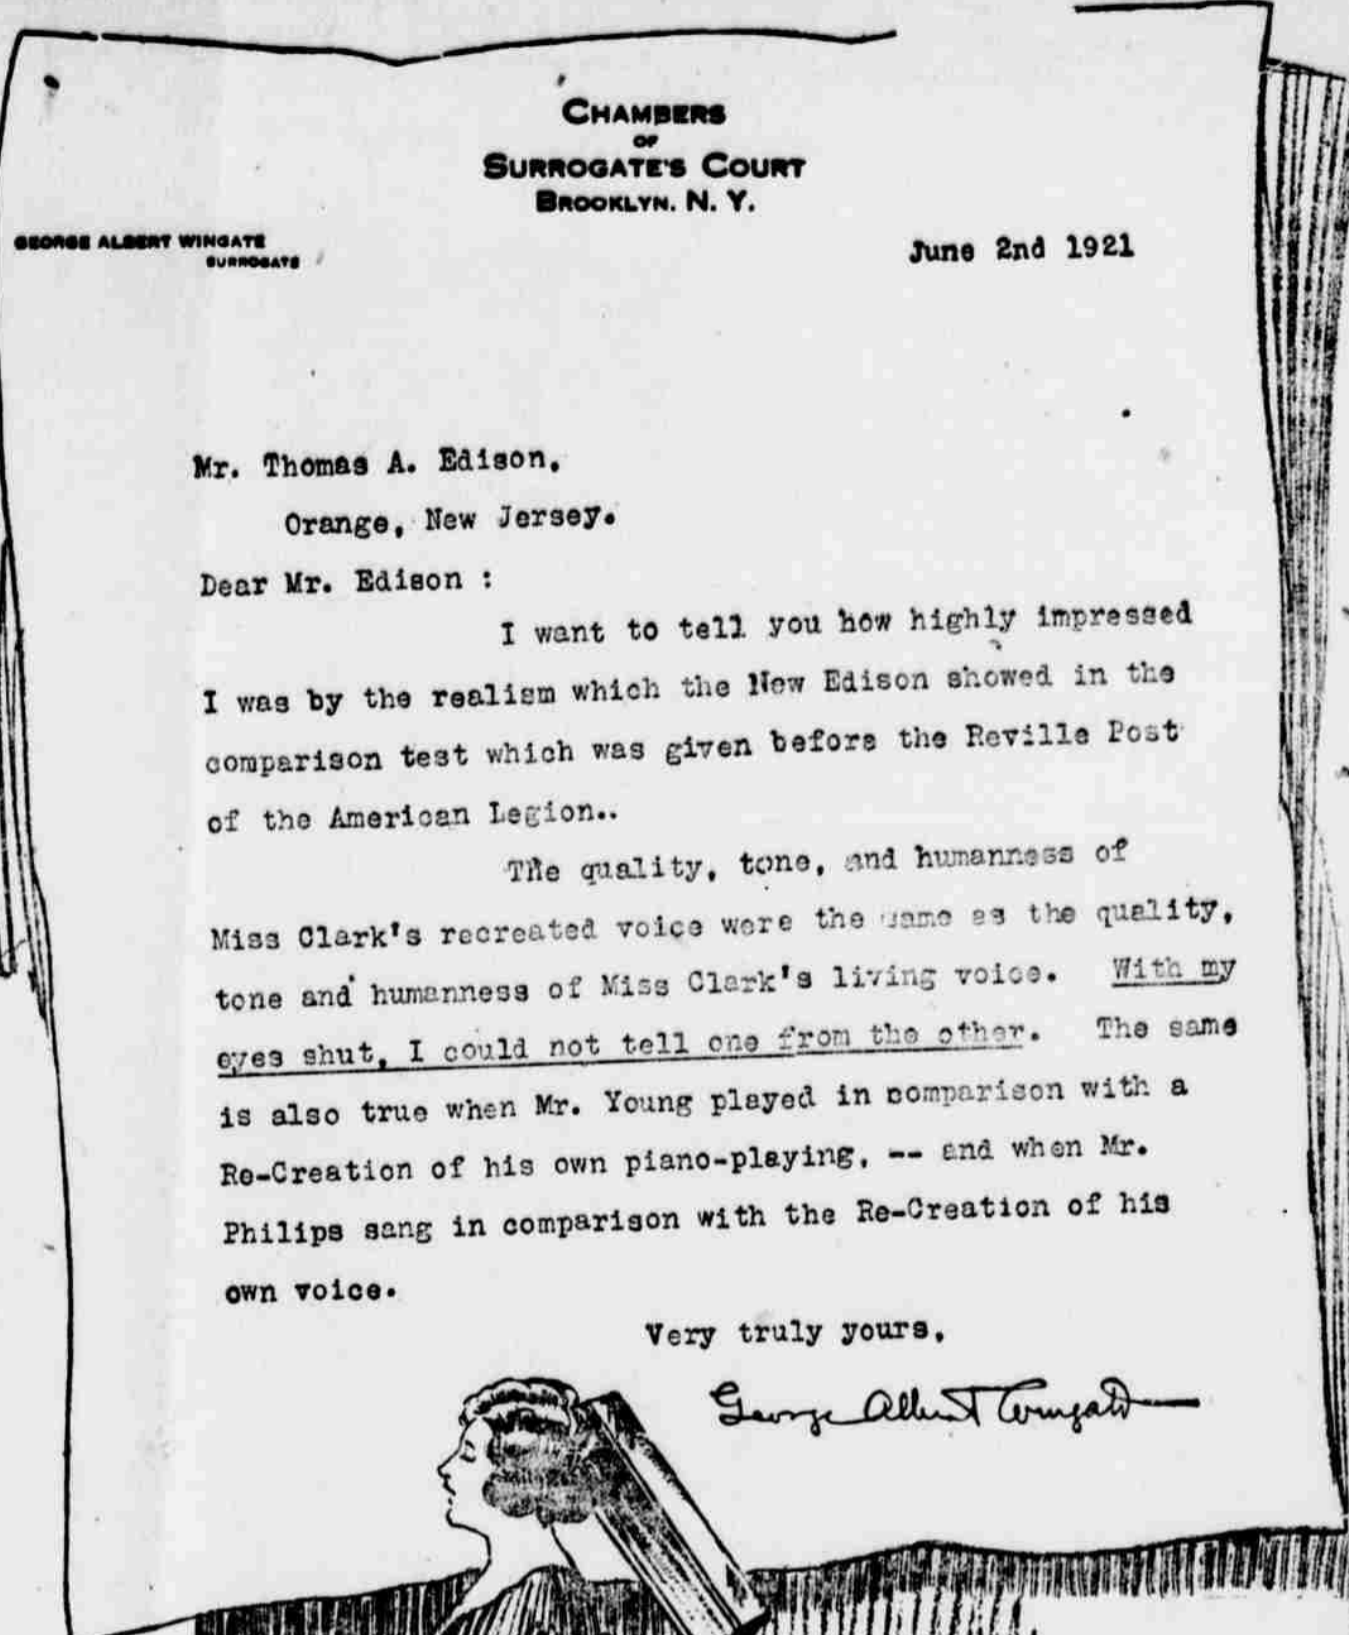 CHAMBERS
OF
SURROGATE'S COURT
BROOKLYN. N. Y.
GEORGE ALBERT WINGATE
SURROGATE
June 2nd 1921
Mr. Thomas A. Edison,
Orange, New Jersey.
Dear Mr. Edison :
I want to tell you how highly impressed
I was by the realism which the New Edison showed in the
comparison test which was given before the Reville Post
of the American Legion..
The quality, tone, and humanness of
Miss Clark's recreated voice were the same as the quality,
tone and humanness of Miss Clark's living voice. With my
eyes shut, I could not tell one from the other. The same
is also true when Mr. Young played in comparison with a
Re-Creation of his own piano-playing, -- and when Mr.
Philips sang in comparison with the Re-Creation of his
own voice.
Very truly yours,
George Albert Wingate